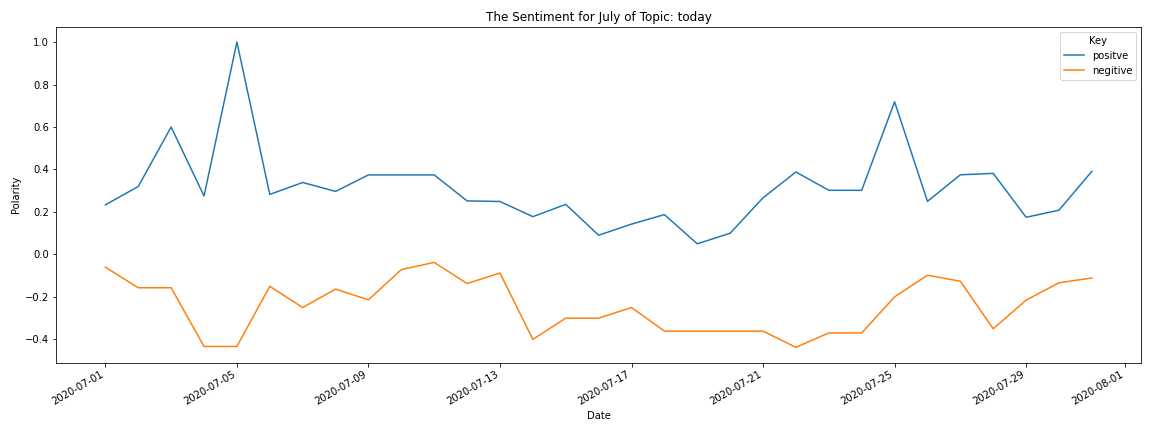 The Sentiment for July of Topic: today
Key
positve
negitive
1.0
0.8
0.6
0.4
0.2
0.0
−0.2
−0.4
Polarity
2020-07-01
2020-07-05
2020-07-09
2020-07-13
2020-07-17
2020-07-21
2020-07-25
2020-07-29
2020-08-01
Date